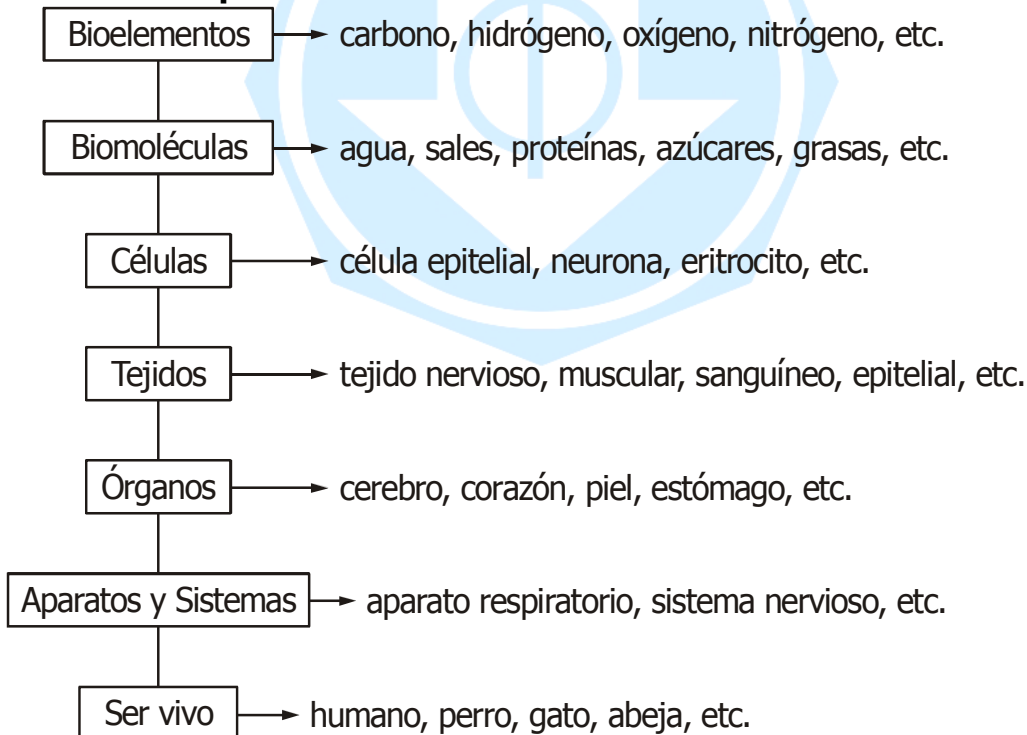 Bioelementos carbono, hidrógeno, oxígeno, nitrógeno, etc.
Biomoléculas agua, sales, proteínas, azúcares, grasas, etc.
Células célula epitelial, neurona, eritrocito, etc.
Tejidos tejido nervioso, muscular, sanguíneo, epitelial, etc.
Órganos cerebro, corazón, piel, estómago, etc.
Aparatos y Sistemas aparato respiratorio, sistema nervioso, etc.
Ser vivo humano, perro, gato, abeja, etc.